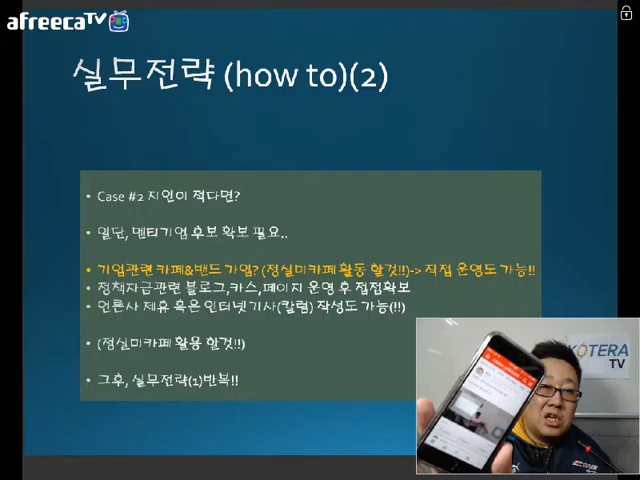 afreecaTV
실무전략 (how to)(2)
• Case #2 지인이 적다면?
• 일단, 멘티기업 후보 확보 필요..
• 기업관련 카페&밴드 가입? (정실미카페 활동 할것!!)-> 직접 운영도 가능!!
• 정책자금관련 블로그,카스,페이지 운영 후 접점확보
• 언론사 제휴 혹은 인터넷기사(칼럼) 작성도 가능(!!)
• (정실미카페 활용 할것!!)
• 그후, 실무전략(1)반복!!
KOTERA
TV